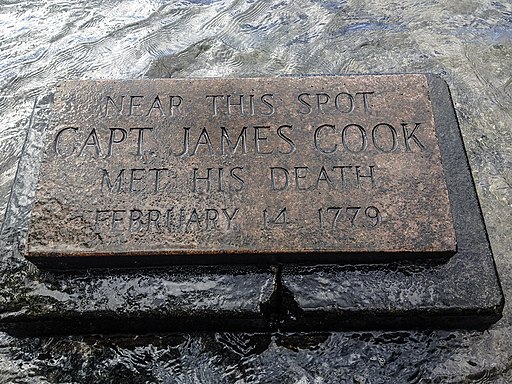 NEAR THIS SPOT
CAPT. JAMES COOK
MET HIS DEATH
FEBRUARY 14, 1779